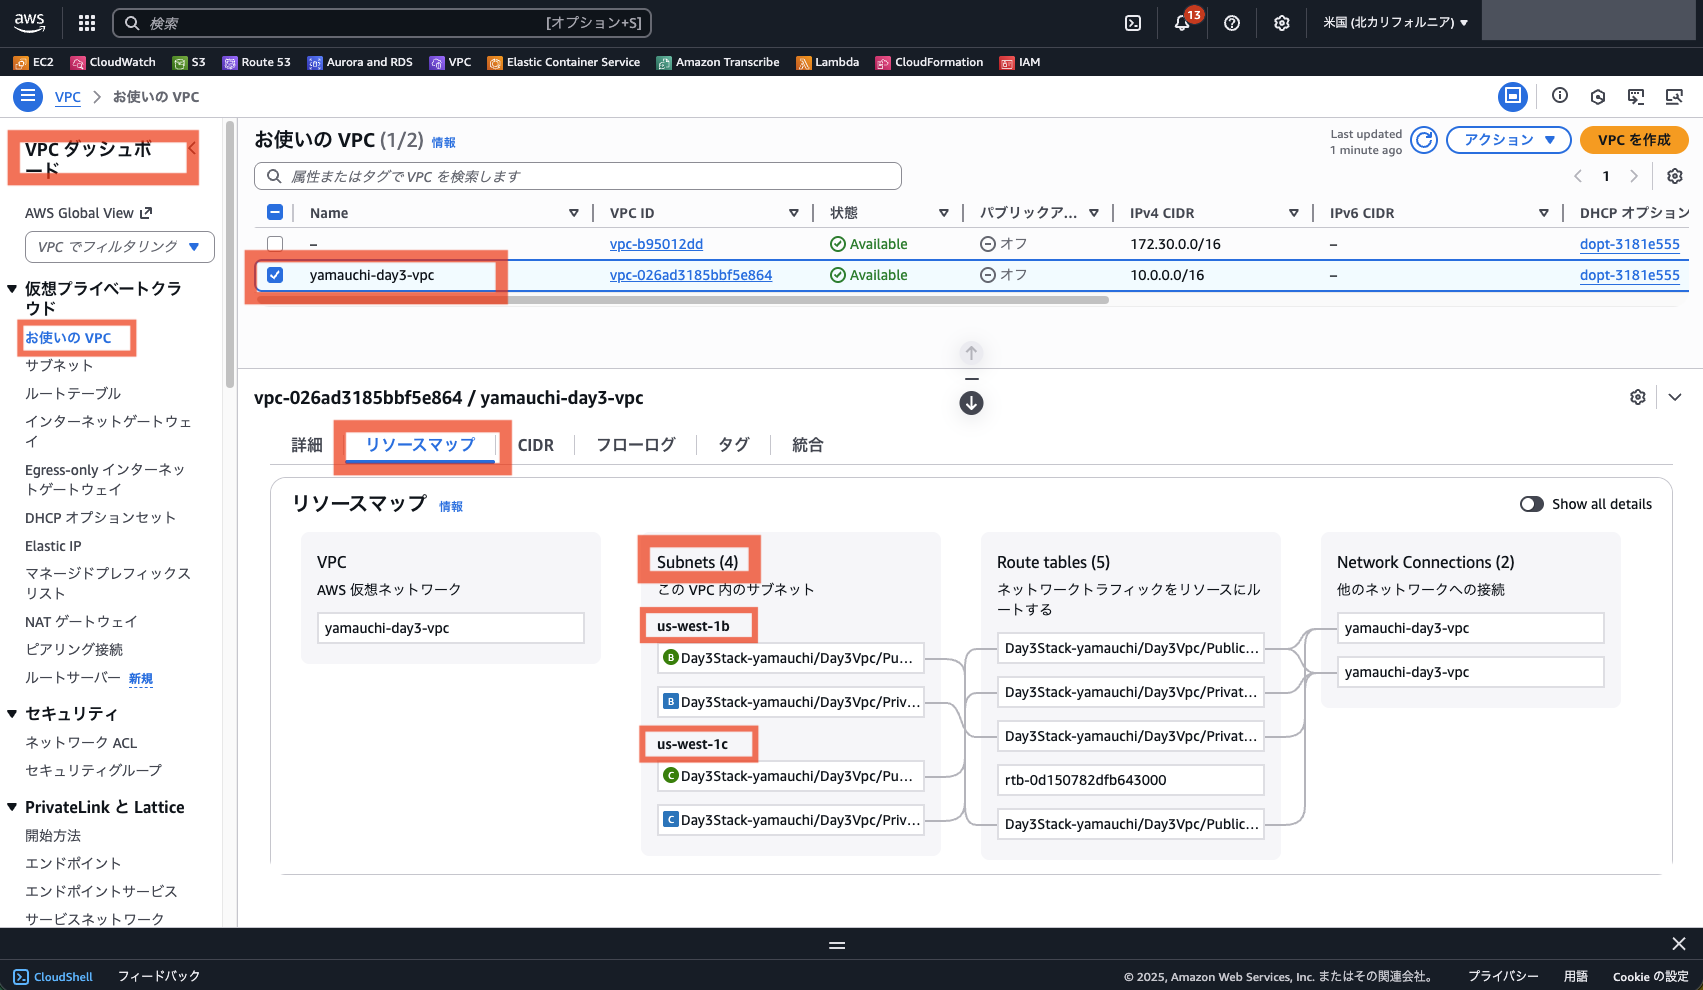 aws
検索
[オプション+S]
13
米国 (北カリフォルニア)
EC2
CloudWatch
S3
Route 53
Aurora and RDS
VPC
Elastic Container Service
Amazon Transcribe
Lambda
CloudFormation
IAM
VPC
お使いの VPC
VPC ダッシュボ
ード
AWS Global View
VPC でフィルタリング
仮想プライベートクラ
ウド
お使いの VPC
サブネット
ルートテーブル
インターネットゲートウェ
イ
Egress-only インターネッ
トゲートウェイ
DHCP オプションセット
Elastic IP
マネージドプレフィックス
リスト
NAT ゲートウェイ
ピアリング接続
ルートサーバー 新規
セキュリティ
ネットワーク ACL
セキュリティグループ
PrivateLink と Lattice
開始方法
エンドポイント
エンドポイントサービス
サービスネットワーク
お使いの VPC (1/2) 情報
Last updated
1 minute ago
アクション
VPC を作成
属性またはタグで VPC を検索します
1
Name
VPC ID
状態
パブリックア...
IPv4 CIDR
IPv6 CIDR
DHCP オプション
–
vpc-b95012dd
Available
オフ
172.30.0.0/16
–
dopt-3181e555
yamauchi-day3-vpc
vpc-026ad3185bbf5e864
Available
オフ
10.0.0.0/16
–
dopt-3181e555
vpc-026ad3185bbf5e864 / yamauchi-day3-vpc
詳細
リソースマップ
CIDR
フローログ
タグ
統合
リソースマップ 情報
Show all details
VPC
AWS 仮想ネットワーク
yamauchi-day3-vpc
Subnets (4)
この VPC 内のサブネット
us-west-1b
B Day3Stack-yamauchi/Day3Vpc/Pu...
B Day3Stack-yamauchi/Day3Vpc/Priv...
us-west-1c
C Day3Stack-yamauchi/Day3Vpc/Pu...
C Day3Stack-yamauchi/Day3Vpc/Priv...
Route tables (5)
ネットワークトラフィックをリソースにル
ートする
Day3Stack-yamauchi/Day3Vpc/Public...
Day3Stack-yamauchi/Day3Vpc/Privat...
Day3Stack-yamauchi/Day3Vpc/Privat...
rtb-0d150782dfb643000
Day3Stack-yamauchi/Day3Vpc/Public...
Network Connections (2)
他のネットワークへの接続
yamauchi-day3-vpc
yamauchi-day3-vpc
CloudShell
フィードバック
© 2025, Amazon Web Services, Inc. またはその関連会社。
プライバシー
用語
Cookie の設定